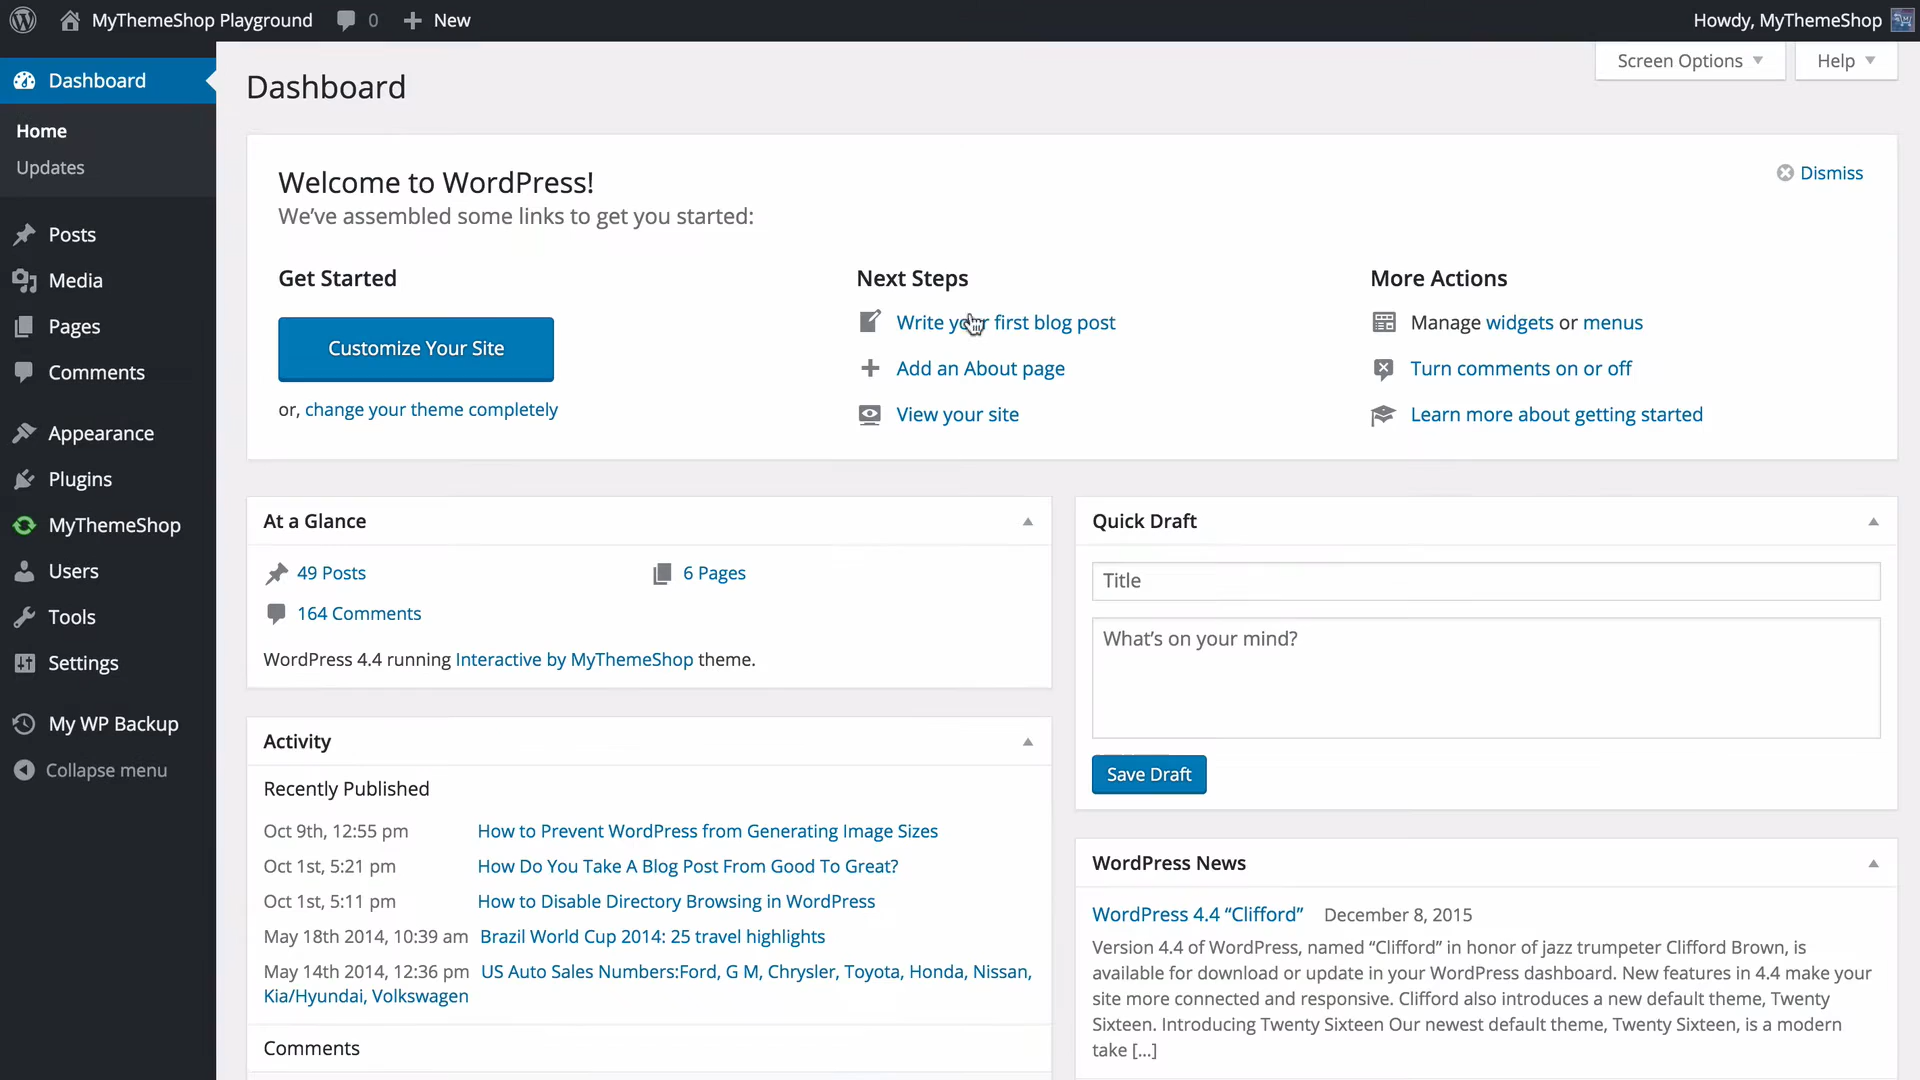 MyThemeShop Playground 0 New Howdy, MyThemeShop
Dashboard
Home
Updates
Posts
Media
Pages
Comments
Appearance
Plugins
MyThemeShop
Users
Tools
Settings
My WP Backup
Collapse menu
Screen Options Help
Dashboard
Welcome to WordPress!
We've assembled some links to get you started:
Dismiss
Get Started
Customize Your Site
or, change your theme completely
Next Steps
Write your first blog post
Add an About page
View your site
More Actions
Manage widgets or menus
Turn comments on or off
Learn more about getting started
At a Glance
49 Posts 6 Pages
164 Comments
WordPress 4.4 running Interactive by MyThemeShop theme.
Activity
Recently Published
Oct 9th, 12:55 pm How to Prevent WordPress from Generating Image Sizes
Oct 1st, 5:21 pm How Do You Take A Blog Post From Good To Great?
Oct 1st, 5:11 pm How to Disable Directory Browsing in WordPress
May 18th 2014, 10:39 am Brazil World Cup 2014: 25 travel highlights
May 14th 2014, 12:36 pm US Auto Sales Numbers:Ford, G M, Chrysler, Toyota, Honda, Nissan,
Kia/Hyundai, Volkswagen
Comments
Quick Draft
Title
What's on your mind?
Save Draft
WordPress News
WordPress 4.4 “Clifford” December 8, 2015
Version 4.4 of WordPress, named “Clifford” in honor of jazz trumpeter Clifford Brown, is
available for download or update in your WordPress dashboard. New features in 4.4 make your
site more connected and responsive. Clifford also introduces a new default theme, Twenty
Sixteen. Introducing Twenty Sixteen Our newest default theme, Twenty Sixteen, is a modern
take […]